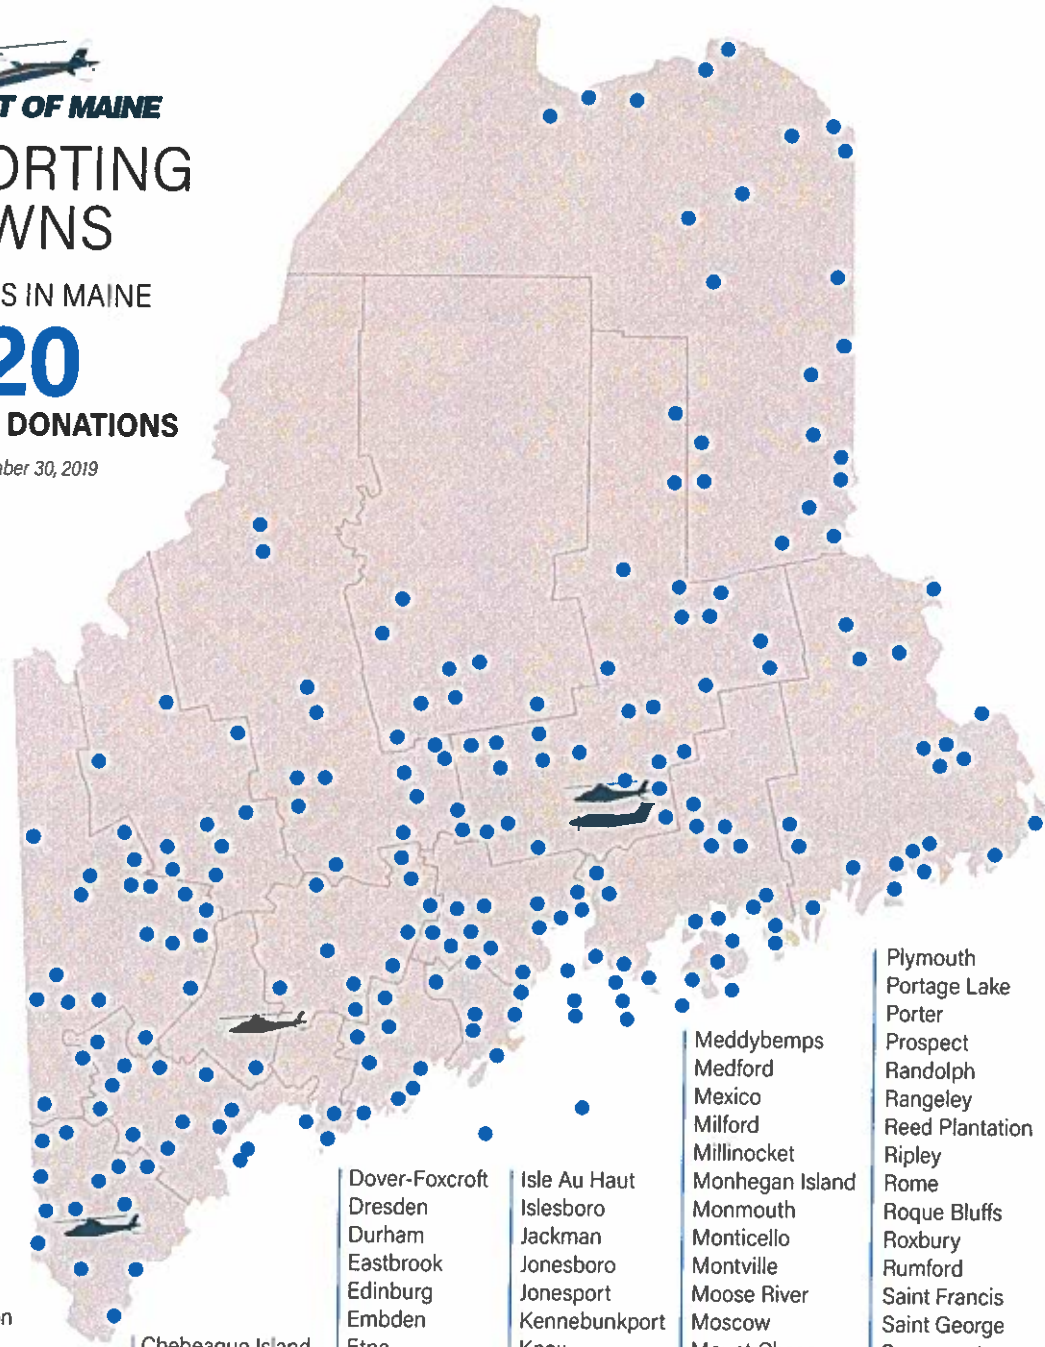 T OF MAINE
ORTING
WNS
S IN MAINE
20
DONATIONS
ber 30, 2019
n
Chebeague Island
Dover-Foxcroft
Dresden
Durham
Eastbrook
Edinburg
Embden
Etna
Isle Au Haut
Islesboro
Jackman
Jonesboro
Jonesport
Kennebunkport
Knox
Meddybemps
Medford
Mexico
Milford
Millinocket
Monhegan Island
Monmouth
Monticello
Montville
Moose River
Moscow
Plymouth
Portage Lake
Porter
Prospect
Randolph
Rangeley
Reed Plantation
Ripley
Rome
Roque Bluffs
Roxbury
Rumford
Saint Francis
Saint George